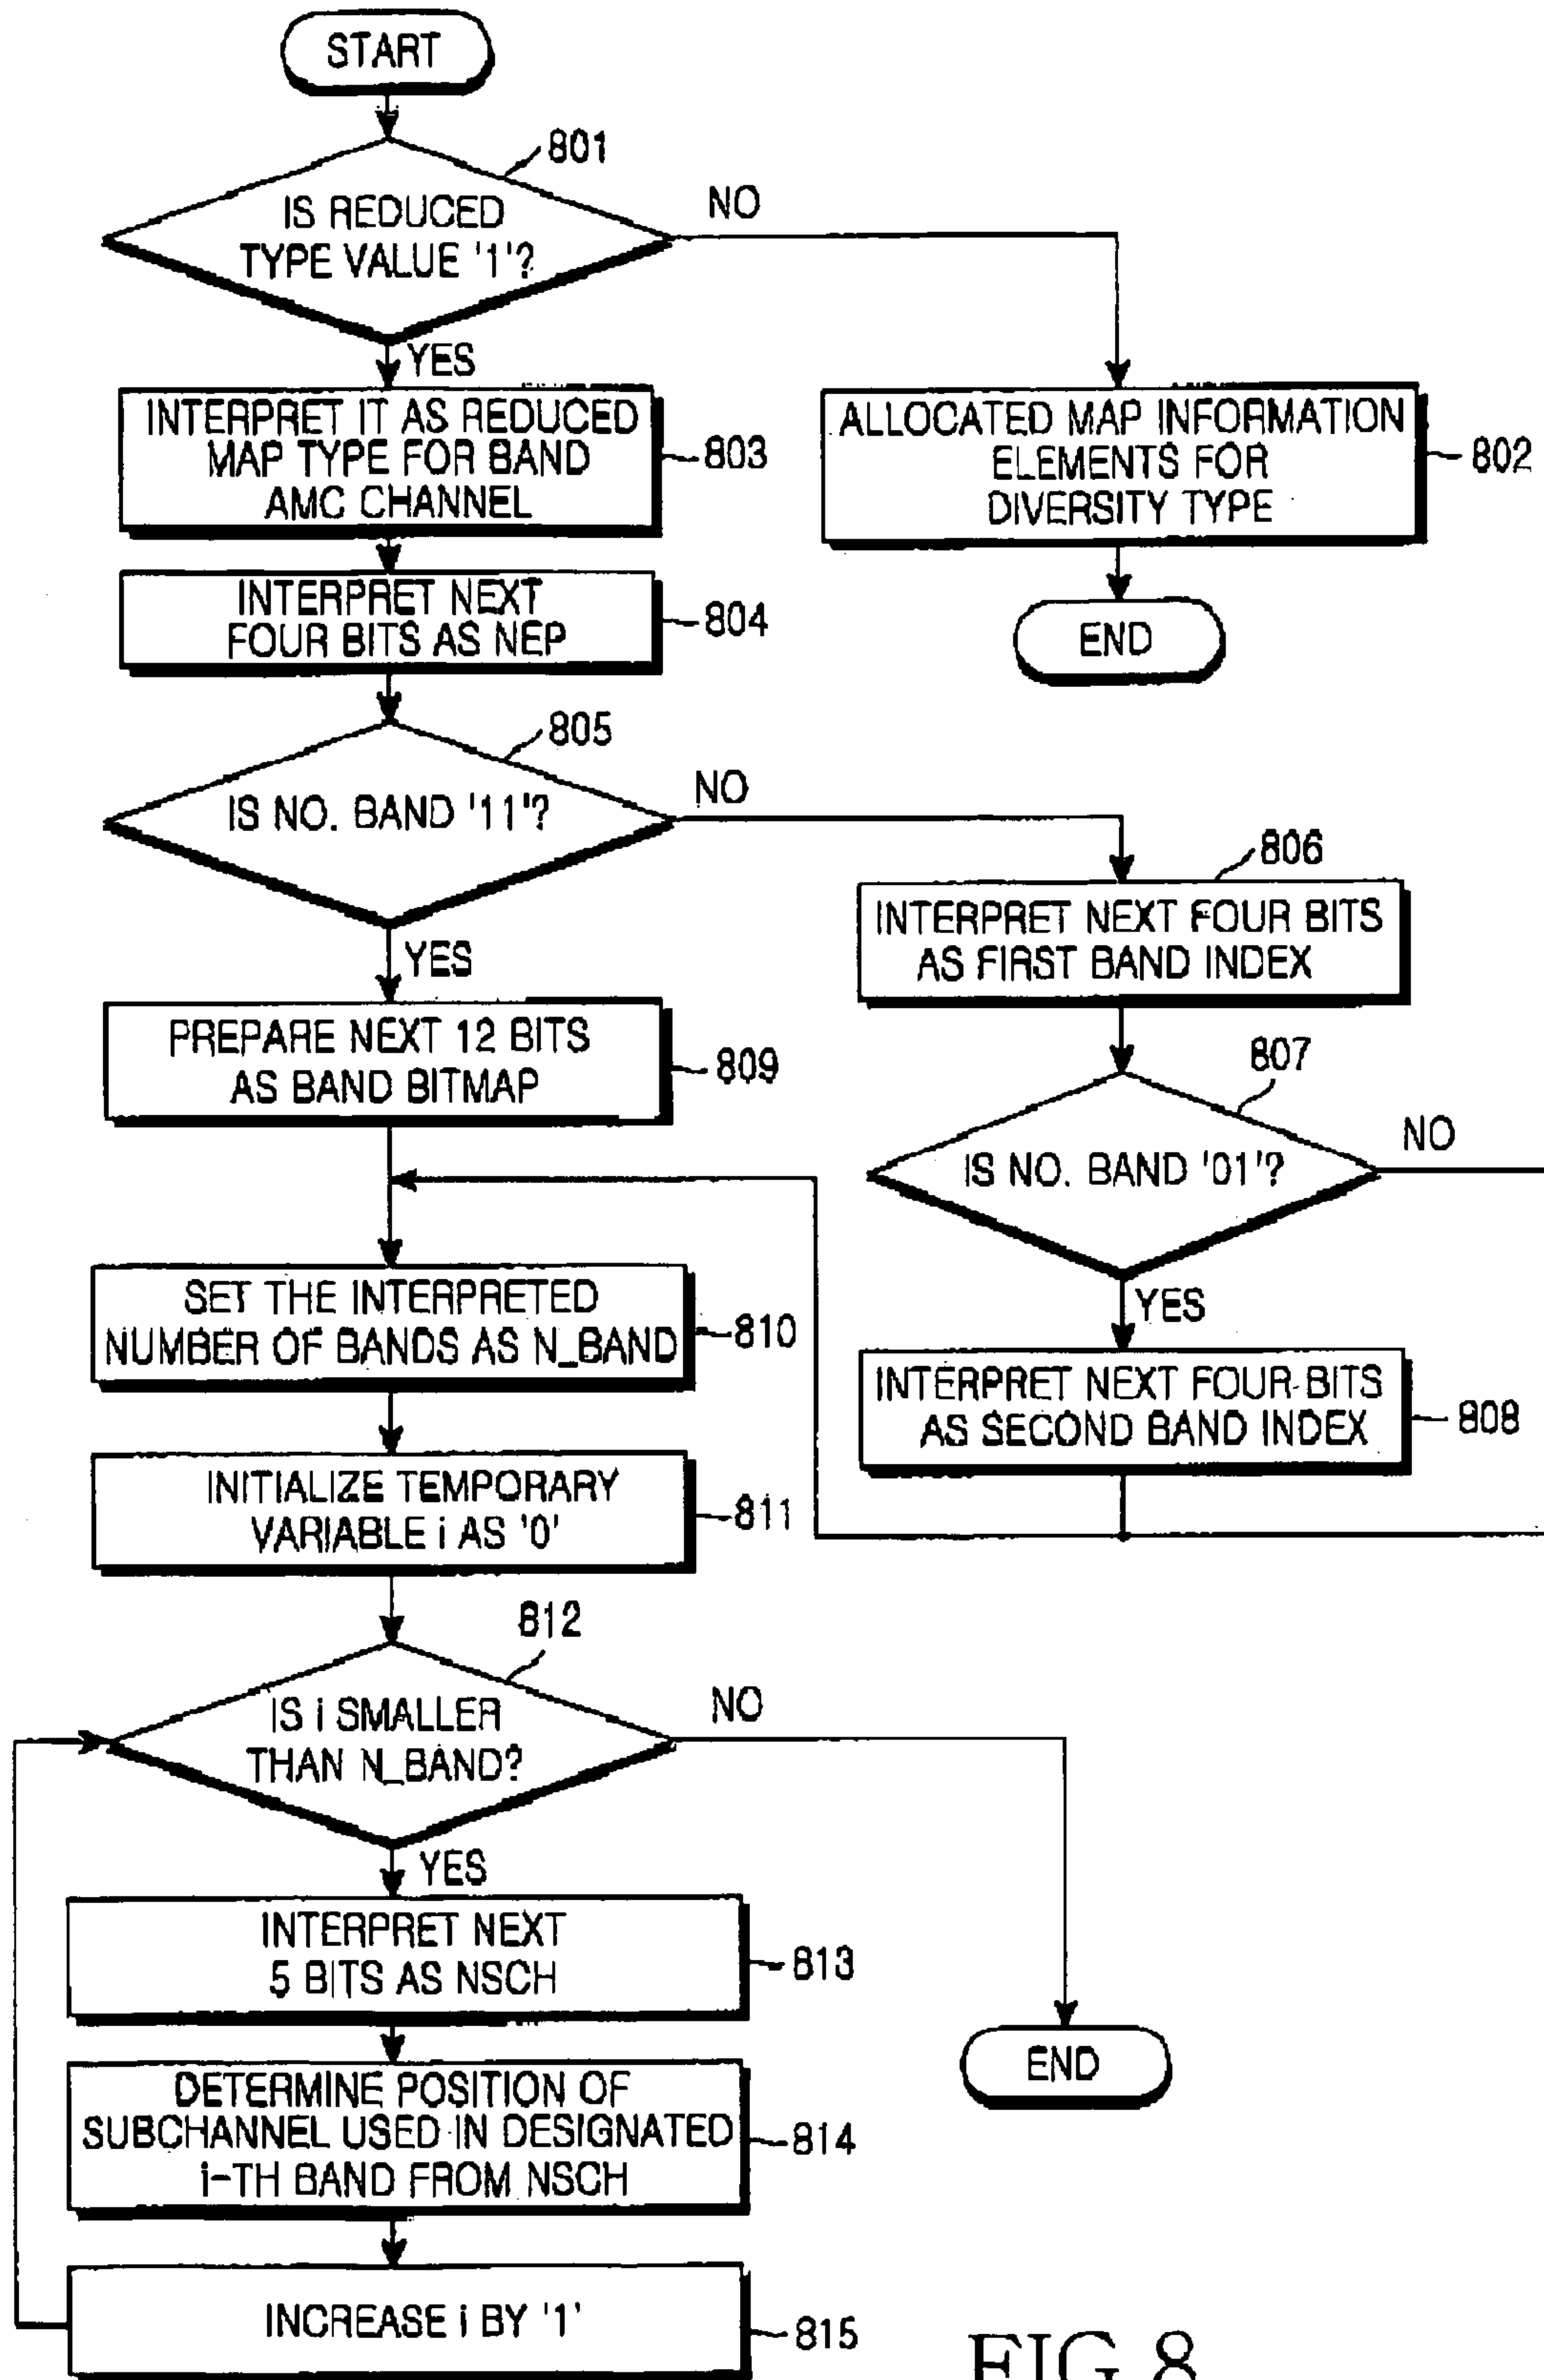 START
801
IS REDUCED
TYPE VALUE '1'?
NO
YES
INTERPRET IT AS REDUCED
MAP TYPE FOR BAND
AMC CHANNEL
803
ALLOCATED MAP INFORMATION
ELEMENTS FOR
DIVERSITY TYPE
802
INTERPRET NEXT
FOUR BITS AS NEP
804
END
805
IS NO. BAND '11'?
NO
YES
806
INTERPRET NEXT FOUR BITS
AS FIRST BAND INDEX
PREPARE NEXT 12 BITS
AS BAND BITMAP
809
807
IS NO. BAND '01'?
NO
YES
SET THE INTERPRETED
NUMBER OF BANDS AS N_BAND
810
INTERPRET NEXT FOUR BITS
AS SECOND BAND INDEX
808
INITIALIZE TEMPORARY
VARIABLE i AS '0'
811
812
IS i SMALLER
THAN N_BAND?
NO
YES
INTERPRET NEXT
5 BITS AS NSCH
813
END
DETERMINE POSITION OF
SUBCHANNEL USED IN DESIGNATED
i-TH BAND FROM NSCH
814
INCREASE i BY '1'
815
FIG.8